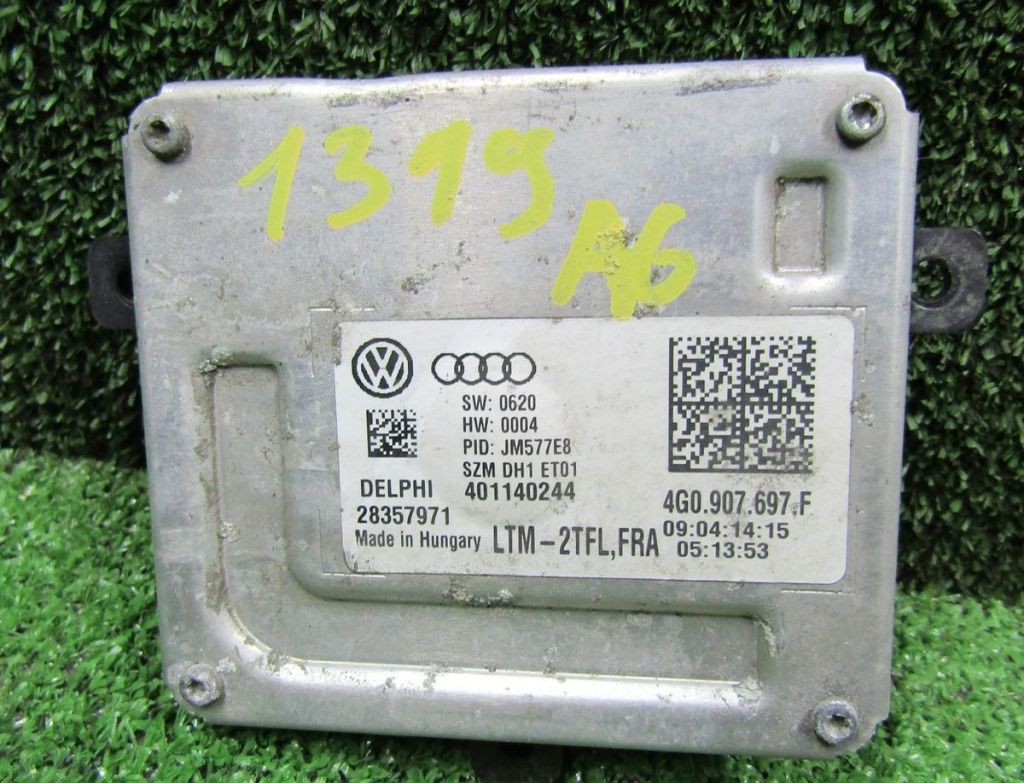 1319
A6
SW: 0620
HW: 0004
PID: JM577E8
SZM DH1 ET01
DELPHI 401140244
28357971
Made in Hungary LTM-2TFL,FRA
4G0.907.697.F
09:04:14:15
05:13:53